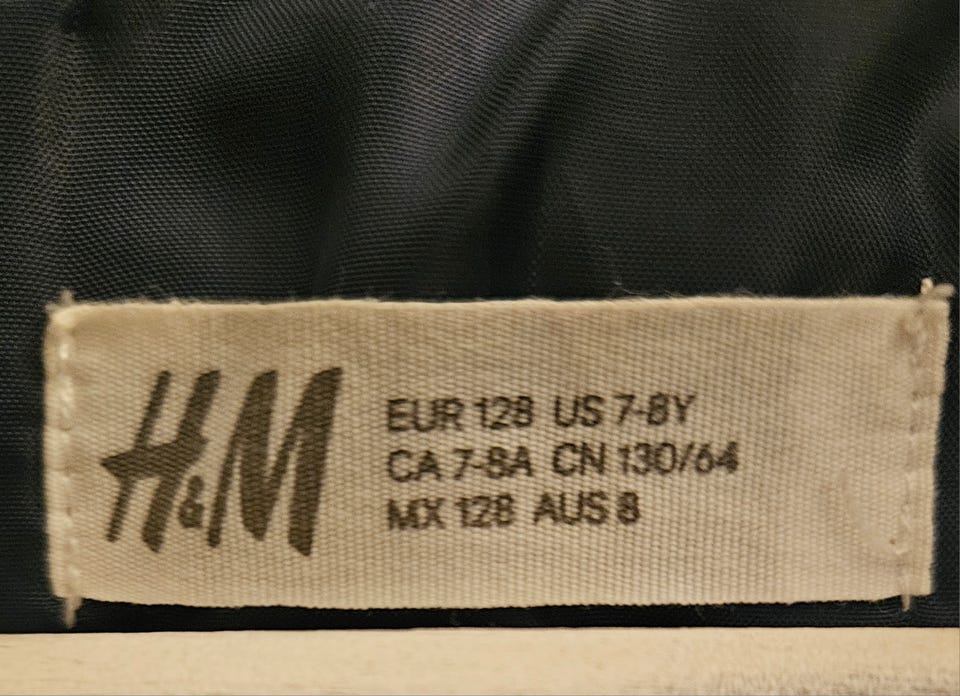 H&M
EUR 128 US 7-8Y
CA 7-8A CN 130/64
MX 128 AUS 8